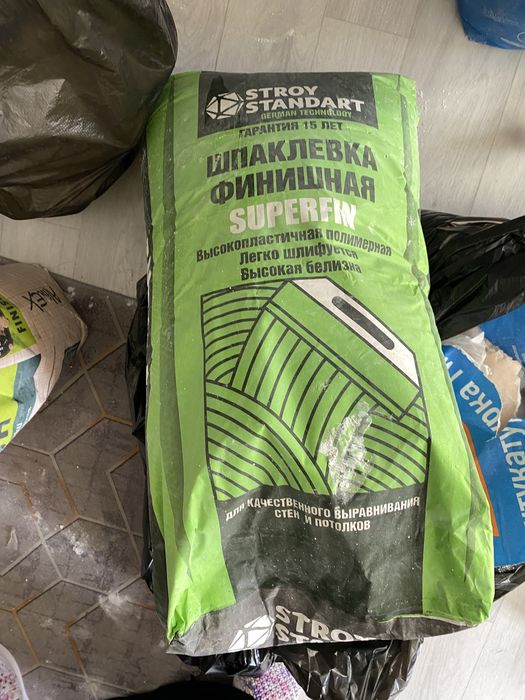 STROY
STANDART
GERMAN TECHNOLOGY
ГАРАНТИЯ 15 ЛЕТ
ШПАКЛЕВКА
ФИНИШНАЯ
SUPERFIN
Высокопластичная полимерная
Легко шлифуется
Высокая белизна
ДЛЯ КАЧЕСТВЕННОГО ВЫРАВНИВАНИЯ
СТЕН И ПОТОЛКОВ
STROY
STANDART